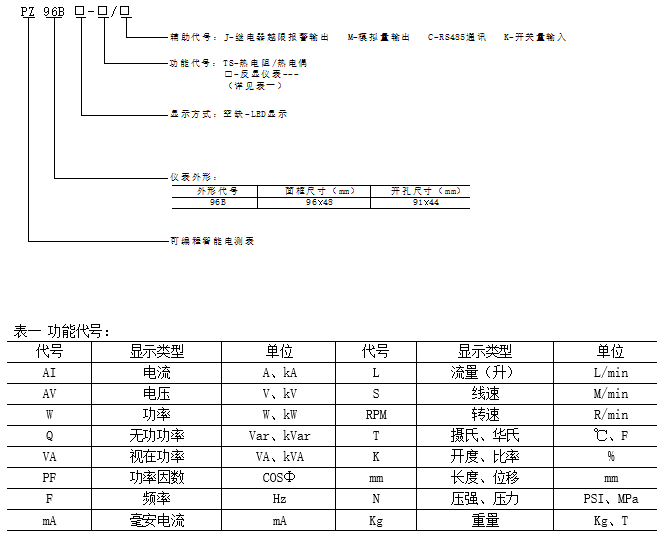 PZ 96B □-□/□
辅助代号：J-继电器越限报警输出 M-模拟量输出 C-RS485通讯 K-开关量输入
功能代号：TS-热电阻/热电偶
□-反显仪表---
（详见表一）
显示方式：空缺-LED显示
仪表外形：
外形代号 面框尺寸（mm） 开孔尺寸（mm）
96B 96x48 91x44
可编程智能电测表
表一 功能代号：
代号 显示类型 单位 代号 显示类型 单位
AI 电流 A、kA L 流量（升） L/min
AV 电压 V、kV S 线速 M/min
W 功率 W、kW RPM 转速 R/min
Q 无功功率 Var、kVar T 摄氏、华氏 ℃、F
VA 视在功率 VA、kVA K 开度、比率 %
PF 功率因数 COSΦ mm 长度、位移 mm
F 频率 Hz N 压强、压力 PSI、MPa
mA 毫安电流 mA Kg 重量 Kg、T